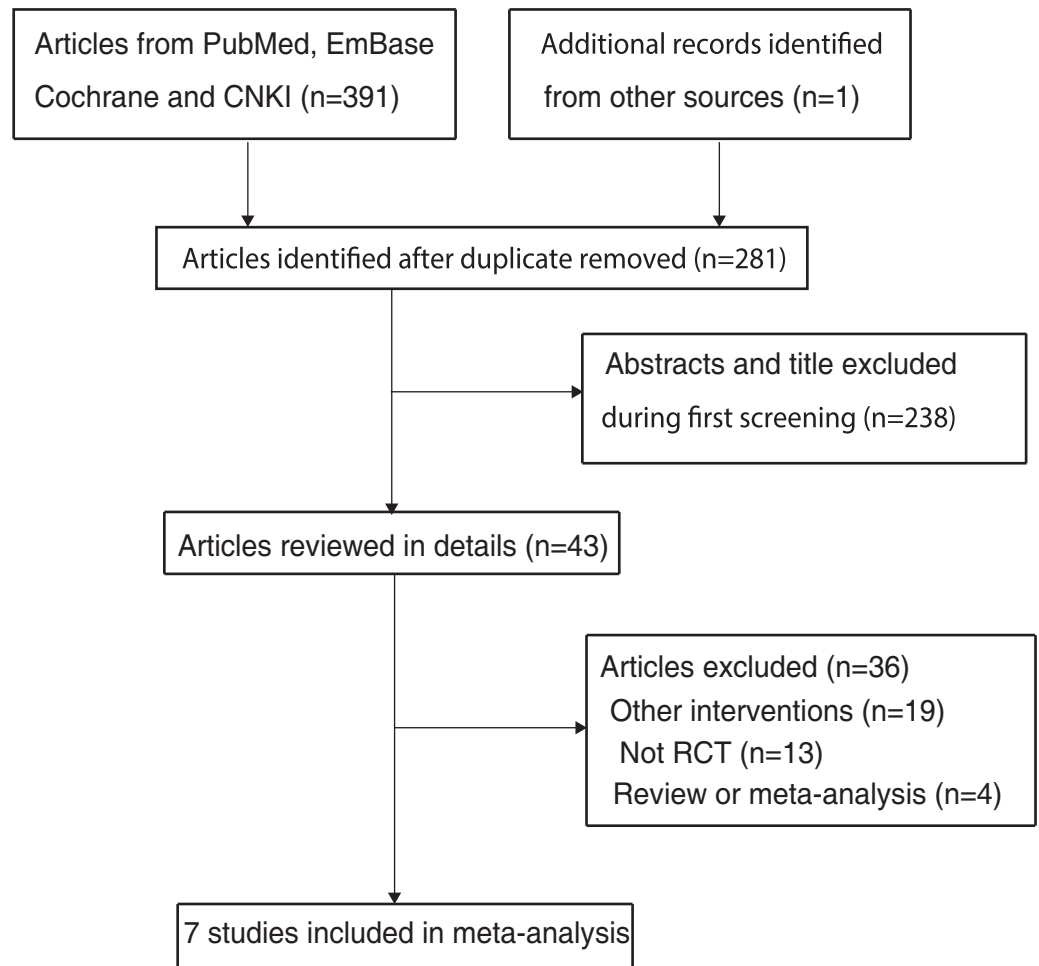 Articles from PubMed, EmBase
Cochrane and CNKI (n=391)
Additional records identified
from other sources (n=1)
Articles identified after duplicate removed (n=281)
Abstracts and title excluded
during first screening (n=238)
Articles reviewed in details (n=43)
Articles excluded (n=36)
Other interventions (n=19)
Not RCT (n=13)
Review or meta-analysis (n=4)
7 studies included in meta-analysis